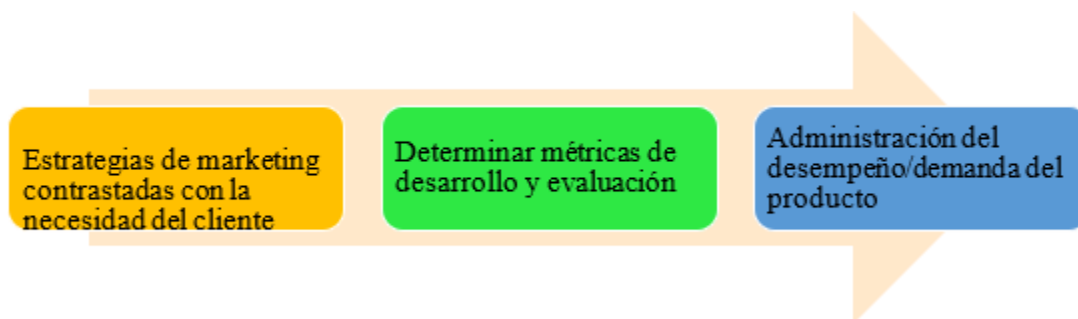 Estrategias de marketing
contrastadas con la
necesidad del cliente
Determinar métricas de
desarrollo y evaluación
Administración del
desempeño/demanda del
producto